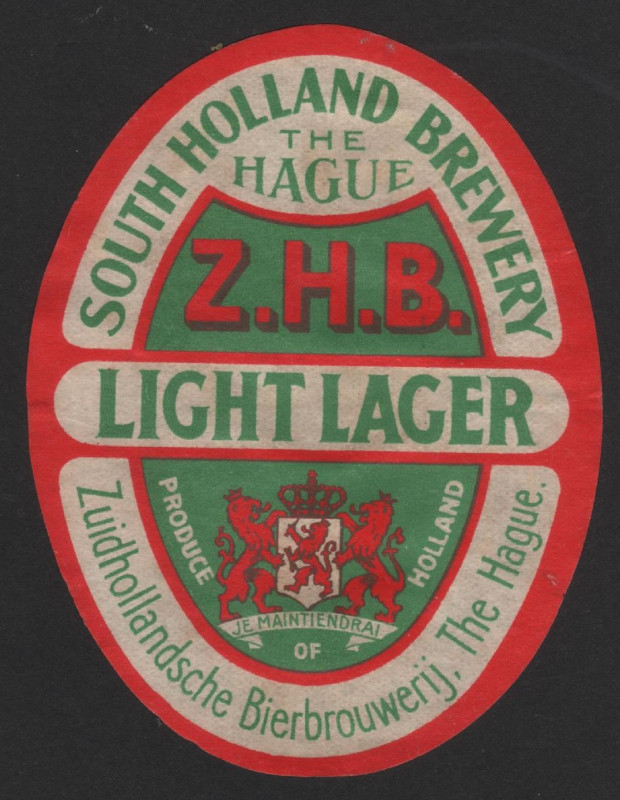 SOUTH HOLLAND BREWERY
THE
HAGUE
Z.H.B.
LIGHT LAGER
PRODUCE
OF
HOLLAND
JE MAINTIENDRAI
Zuidhollandsche Bierbrouwerij, The Hague.